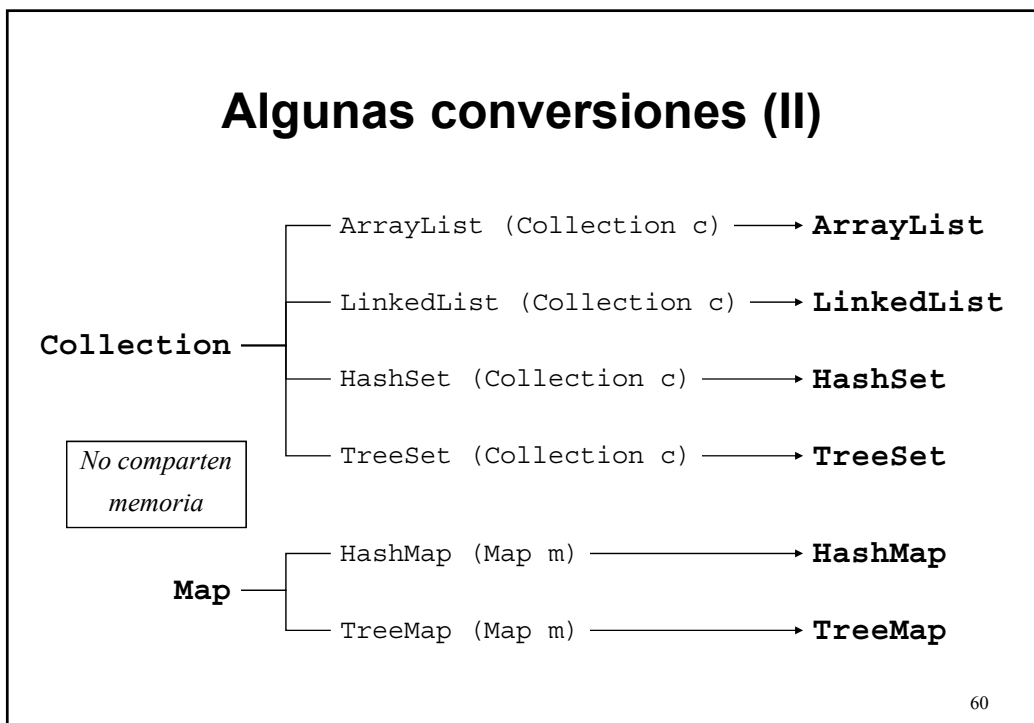 Algunas conversiones (II)
ArrayList (Collection c) ArrayList
LinkedList (Collection c) LinkedList
Collection
HashSet (Collection c) HashSet
TreeSet (Collection c) TreeSet
No comparten
memoria
HashMap (Map m) HashMap
Map
TreeMap (Map m) TreeMap
60